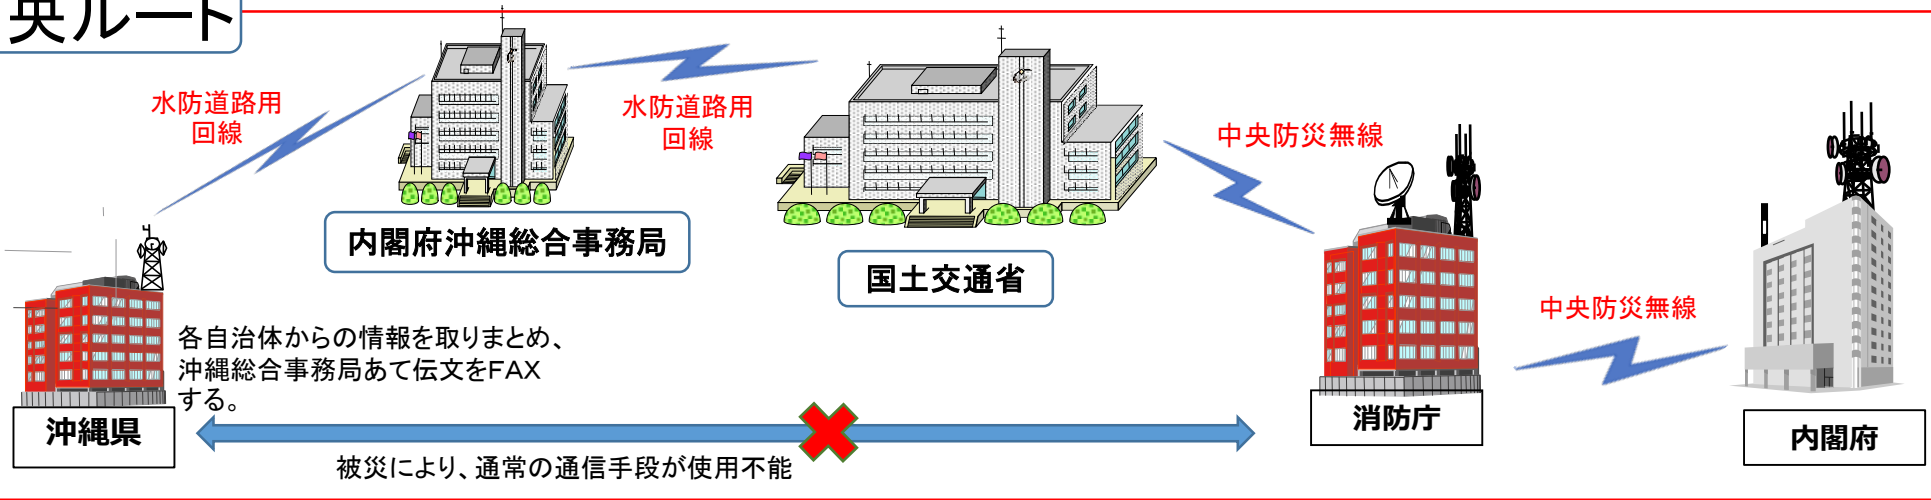 央ルート
水防道路用
回線
水防道路用
回線
中央防災無線
内閣府沖縄総合事務局
国土交通省
中央防災無線
各自治体からの情報を取りまとめ、
沖縄総合事務局あて伝文をFAX
する。
沖縄県
消防庁
内閣府
被災により、通常の通信手段が使用不能